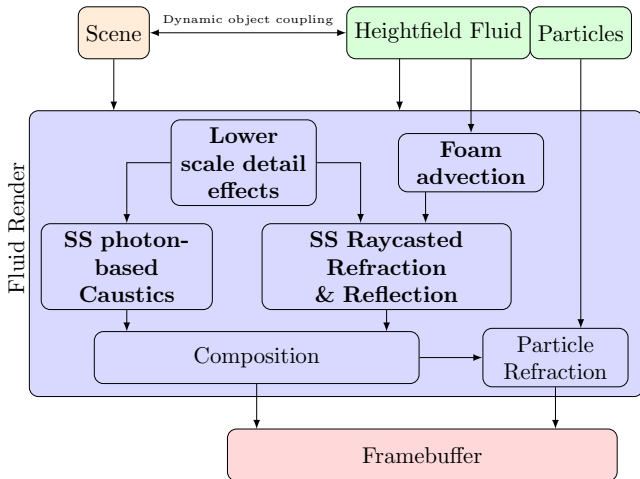 Scene
Dynamic object coupling
Heightfield Fluid
Particles
Fluid Render
Lower
scale detail
effects
Foam
advection
SS photon-
based
Caustics
SS Raycasted
Refraction
& Reflection
Composition
Particle
Refraction
Framebuffer